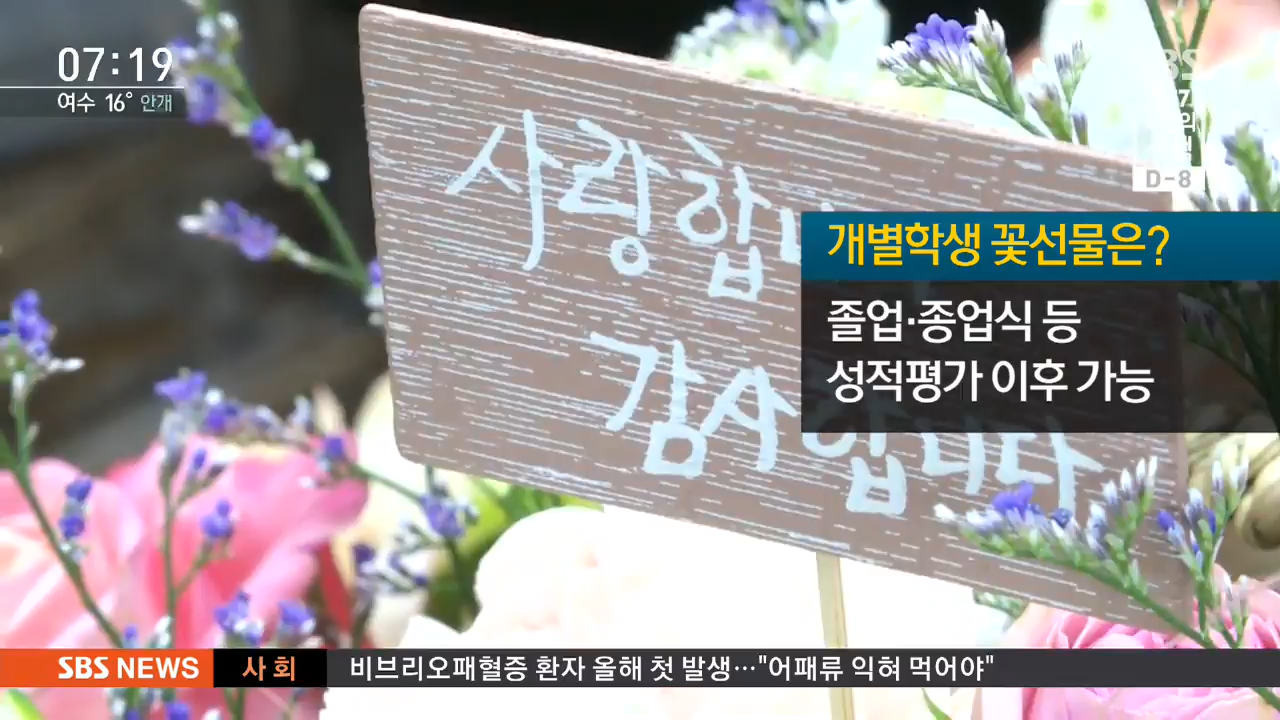 07:19
여수 16° 안개
D-8
사랑합
감사합니다
개별학생 꽃선물은?
졸업·종업식 등
성적평가 이후 가능
SBS NEWS
사회
비브리오패혈증 환자 올해 첫 발생…"어패류 익혀 먹어야"